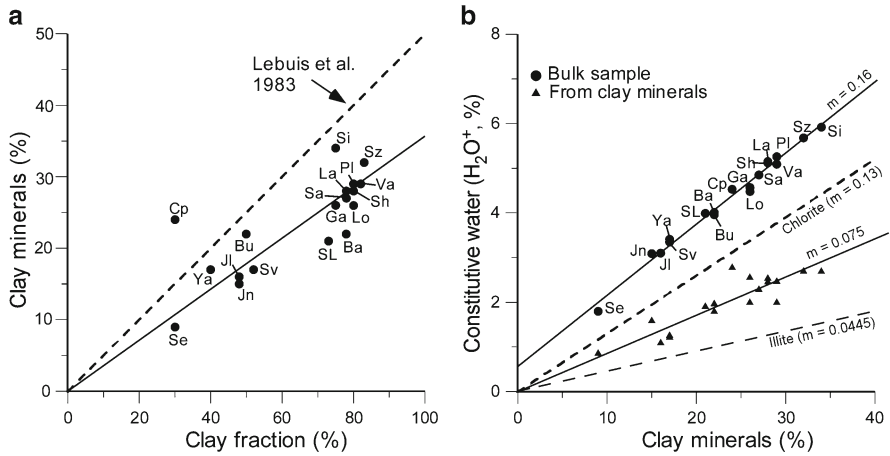 a
50
40
30
20
10
0
Clay minerals (%)
Lebuis et al.
1983
Si
Sz
Pl
La
Va
Sa
Sh
Cp
Ga
Lo
Bu
Ba
SL
Jl
Ya
Sv
Jn
Se
0
20
40
60
80
100
Clay fraction (%)
b
8
6
4
2
0
Constitutive water (H₂O⁺, %)
Bulk sample
From clay minerals
m = 0.16
Sz
Si
La
Pl
Sh
Va
Ga
Sa
Cp
Lo
Ba
SL
Bu
Ya
Jn
Sv
Jl
Se
Chlorite (m = 0.13)
m = 0.075
Illite (m = 0.0445)
0
10
20
30
40
Clay minerals (%)